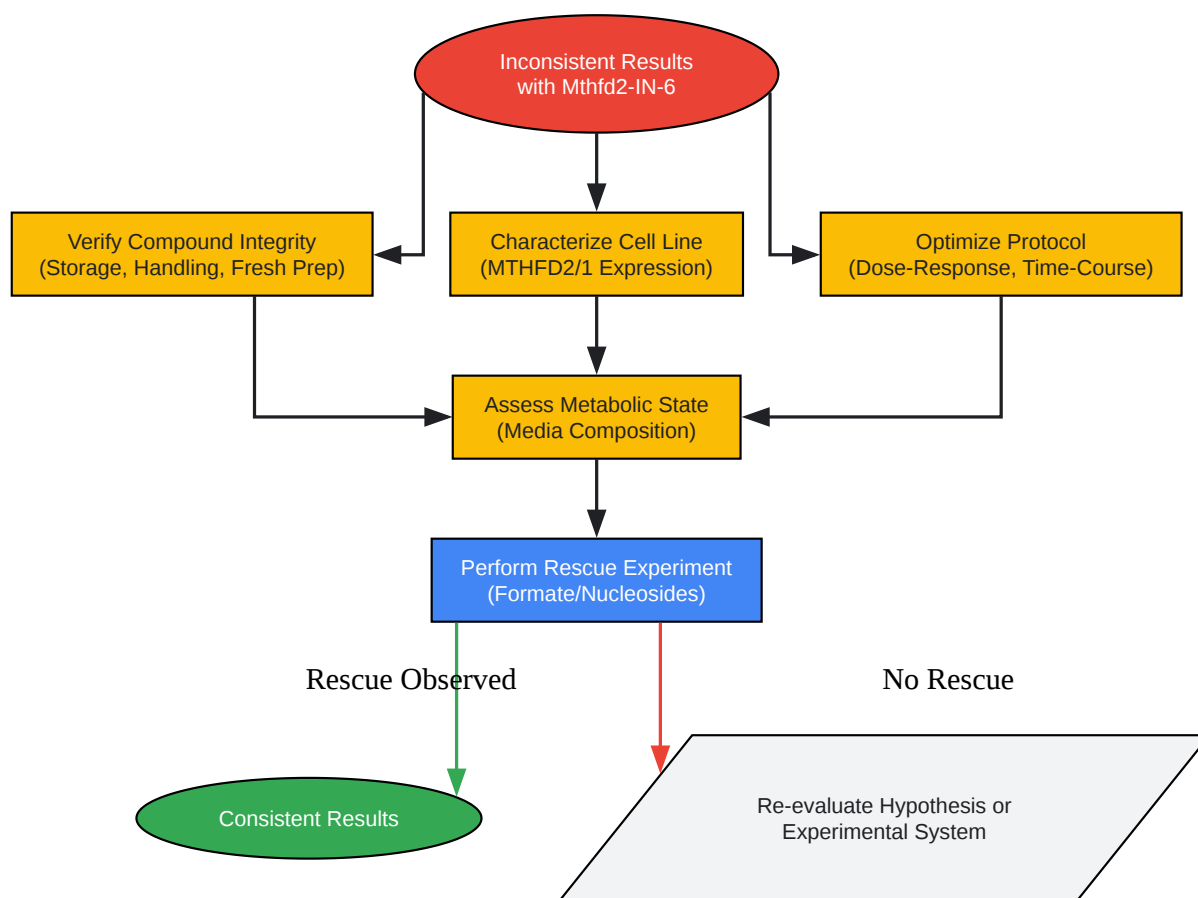 Inconsistent Results
with Mthfd2-IN-6
Verify Compound Integrity
(Storage, Handling, Fresh Prep)
Characterize Cell Line
(MTHFD2/1 Expression)
Optimize Protocol
(Dose-Response, Time-Course)
Assess Metabolic State
(Media Composition)
Perform Rescue Experiment
(Formate/Nucleosides)
Rescue Observed
No Rescue
Consistent Results
Re-evaluate Hypothesis or
Experimental System